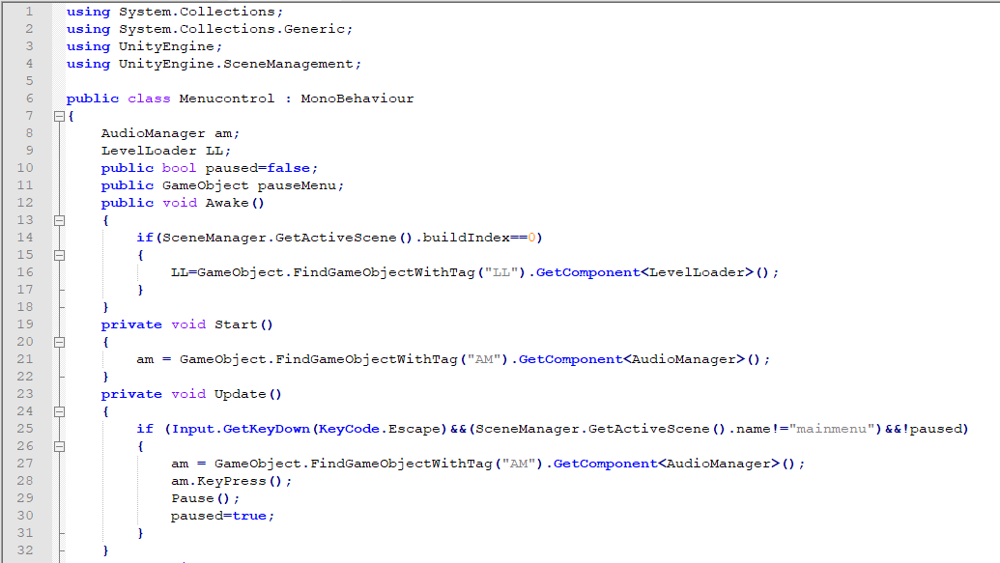 1 using System.Collections;
2 using System.Collections.Generic;
3 using UnityEngine;
4 using UnityEngine.SceneManagement;
5
6 public class Menucontrol : MonoBehaviour
7 {
8 AudioManager am;
9 LevelLoader LL;
10 public bool paused=false;
11 public GameObject pauseMenu;
12 public void Awake()
13 {
14 if(SceneManager.GetActiveScene().buildIndex==0)
15 {
16 LL=GameObject.FindGameObjectWithTag("LL").GetComponent<LevelLoader>();
17 }
18 }
19 private void Start()
20 {
21 am = GameObject.FindGameObjectWithTag("AM").GetComponent<AudioManager>();
22 }
23 private void Update()
24 {
25 if (Input.GetKeyDown(KeyCode.Escape)&&(SceneManager.GetActiveScene().name!="mainmenu")&&!paused)
26 {
27 am = GameObject.FindGameObjectWithTag("AM").GetComponent<AudioManager>();
28 am.KeyPress();
29 Pause();
30 paused=true;
31 }
32 }